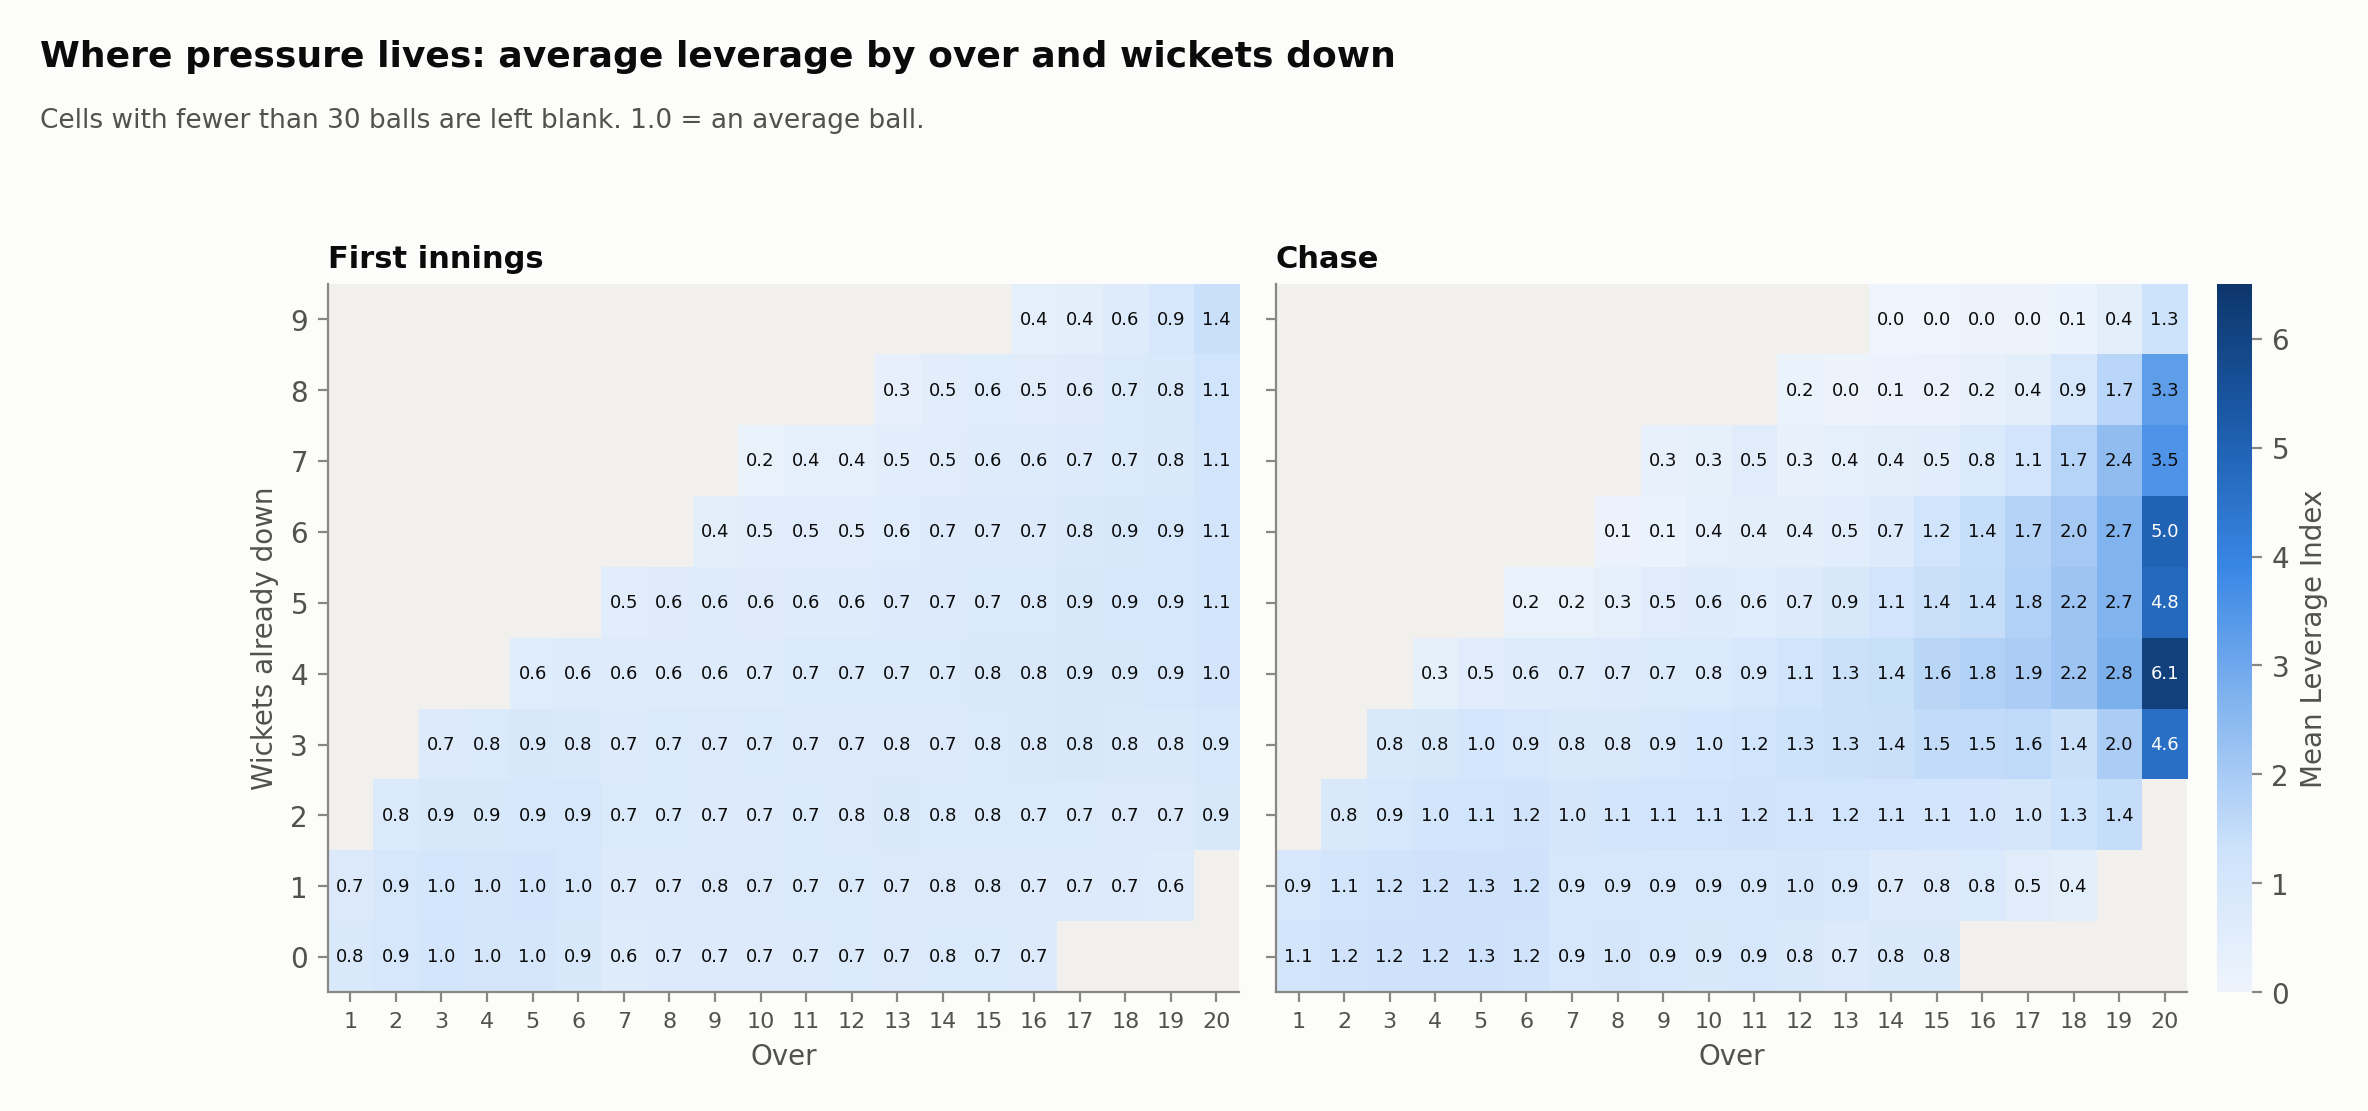 Where pressure lives: average leverage by over and wickets down
Cells with fewer than 30 balls are left blank. 1.0 = an average ball.
First innings
Chase
Wickets already down
9 0.4 0.4 0.6 0.9 1.4
8 0.3 0.5 0.6 0.5 0.6 0.7 0.8 1.1
7 0.2 0.4 0.4 0.5 0.5 0.6 0.6 0.7 0.7 0.8 1.1
6 0.4 0.5 0.5 0.5 0.6 0.7 0.7 0.7 0.8 0.9 0.9 1.1
5 0.5 0.6 0.6 0.6 0.6 0.6 0.7 0.7 0.7 0.8 0.9 0.9 0.9 1.1
4 0.6 0.6 0.6 0.6 0.6 0.7 0.7 0.7 0.7 0.7 0.8 0.8 0.9 0.9 0.9 1.0
3 0.7 0.8 0.9 0.8 0.7 0.7 0.7 0.7 0.7 0.7 0.8 0.7 0.8 0.8 0.8 0.8 0.8 0.9
2 0.8 0.9 0.9 0.9 0.9 0.7 0.7 0.7 0.7 0.7 0.8 0.8 0.8 0.8 0.7 0.7 0.7 0.7 0.9
1 0.7 0.9 1.0 1.0 1.0 1.0 0.7 0.7 0.8 0.7 0.7 0.7 0.7 0.8 0.8 0.7 0.7 0.7 0.6
0 0.8 0.9 1.0 1.0 1.0 0.9 0.6 0.7 0.7 0.7 0.7 0.7 0.7 0.8 0.7 0.7
1 2 3 4 5 6 7 8 9 10 11 12 13 14 15 16 17 18 19 20
Over
0.0 0.0 0.0 0.0 0.1 0.4 1.3
0.2 0.0 0.1 0.2 0.2 0.4 0.9 1.7 3.3
0.3 0.3 0.5 0.3 0.4 0.4 0.5 0.8 1.1 1.7 2.4 3.5
0.1 0.1 0.4 0.4 0.4 0.5 0.7 1.2 1.4 1.7 2.0 2.7 5.0
0.2 0.2 0.3 0.5 0.6 0.6 0.7 0.9 1.1 1.4 1.4 1.8 2.2 2.7 4.8
0.3 0.5 0.6 0.7 0.7 0.7 0.8 0.9 1.1 1.3 1.4 1.6 1.8 1.9 2.2 2.8 6.1
0.8 0.8 1.0 0.9 0.8 0.8 0.9 1.0 1.2 1.3 1.3 1.4 1.5 1.5 1.6 1.4 2.0 4.6
0.8 0.9 1.0 1.1 1.2 1.0 1.1 1.1 1.1 1.2 1.1 1.2 1.1 1.1 1.0 1.0 1.3 1.4
0.9 1.1 1.2 1.2 1.3 1.2 0.9 0.9 0.9 0.9 0.9 1.0 0.9 0.7 0.8 0.8 0.5 0.4
1.1 1.2 1.2 1.2 1.3 1.2 0.9 1.0 0.9 0.9 0.9 0.8 0.7 0.8 0.8
1 2 3 4 5 6 7 8 9 10 11 12 13 14 15 16 17 18 19 20
Over
6
5
4
3
2
1
0
Mean Leverage Index